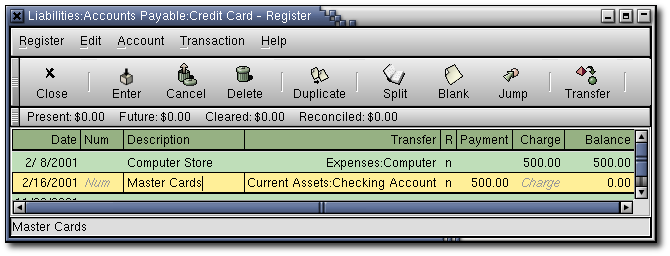 Liabilities:Accounts Payable:Credit Card - Register
Register Edit Account Transaction Help
Close Enter Cancel Delete Duplicate Split Blank Jump Transfer
Present: $0.00 Future: $0.00 Cleared: $0.00 Reconciled: $0.00
Date Num Description Transfer R Payment Charge Balance
2/ 8/2001 Computer Store Expenses:Computer n 500.00 500.00
2/16/2001 Num Master Cards Current Assets:Checking Account n 500.00 Charge 0.00
Master Cards